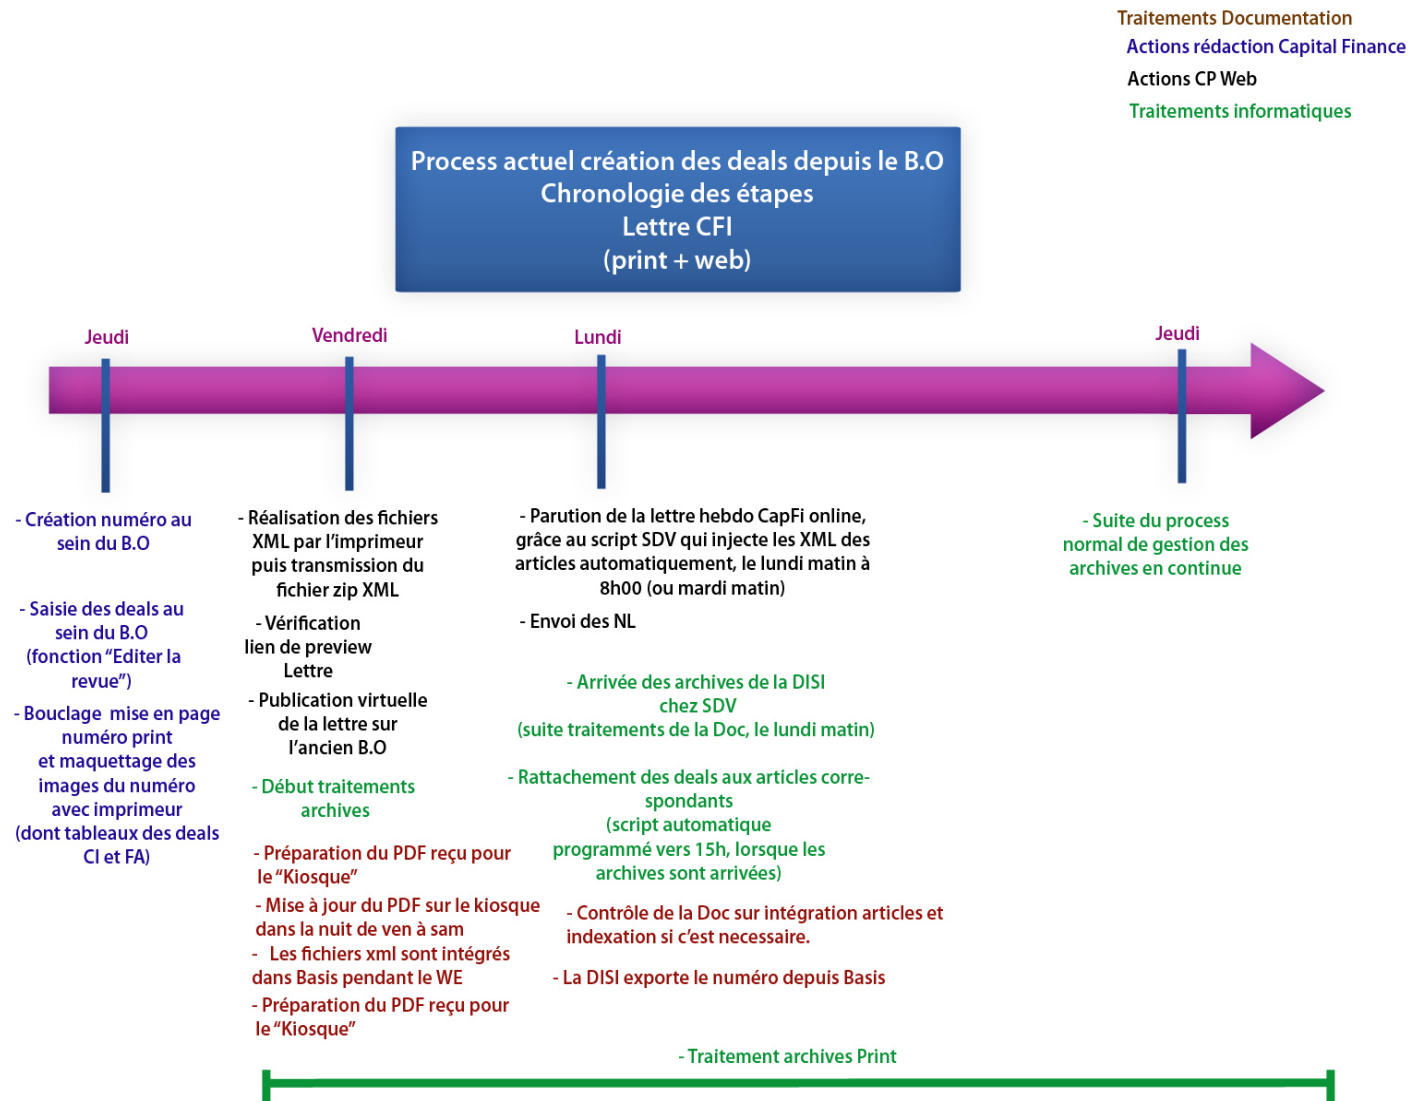 Traitements Documentation
Actions rédaction Capital Finance
Actions CP Web
Traitements informatiques
Process actuel création des deals depuis le B.O
Chronologie des étapes
Lettre CFI
(print + web)
Jeudi
Vendredi
Lundi
Jeudi
- Création numéro au
sein du B.O
- Saisie des deals au
sein du B.O
(fonction “Editer la
revue”)
- Bouclage mise en page
numéro print
et maquettage des
images du numéro
avec imprimeur
(dont tableaux des deals
CI et FA)
- Réalisation des fichiers
XML par l’imprimeur
puis transmission du
fichier zip XML
- Vérification
lien de preview
Lettre
- Publication virtuelle
de la lettre sur
l’ancien B.O
- Début traitements
archives
- Préparation du PDF reçu pour
le “Kiosque”
- Mise à jour du PDF sur le kiosque
dans la nuit de ven à sam
- Les fichiers xml sont intégrés
dans Basis pendant le WE
- Préparation du PDF reçu pour
le “Kiosque”
- Parution de la lettre hebdo CapFi online,
grâce au script SDV qui injecte les XML des
articles automatiquement, le lundi matin à
8h00 (ou mardi matin)
- Envoi des NL
- Arrivée des archives de la DISI
chez SDV
(suite traitements de la Doc, le lundi matin)
- Rattachement des deals aux articles corre-
spondants
(script automatique
programmé vers 15h, lorsque les
archives sont arrivées)
- Contrôle de la Doc sur intégration articles et
indexation si c’est necessaire.
- La DISI exporte le numéro depuis Basis
- Suite du process
normal de gestion des
archives en continue
- Traitement archives Print